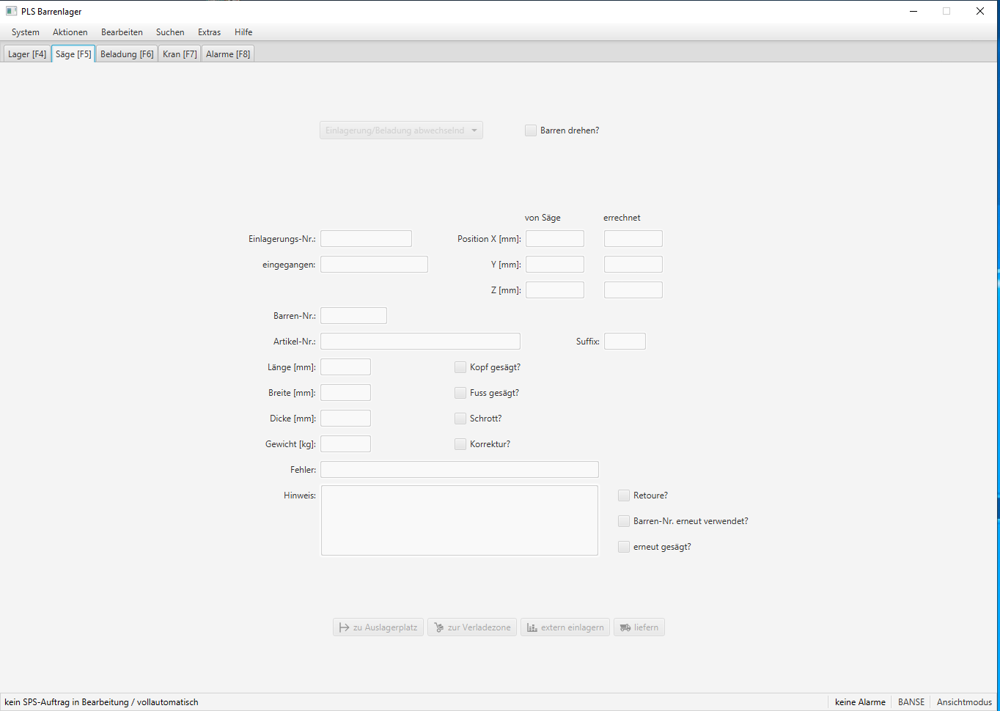 PLS Barrenlager
System Aktionen Bearbeiten Suchen Extras Hilfe
Lager [F4] Säge [F5] Beladung [F6] Kran [F7] Alarme [F8]
Einlagerung/Beladung abwechselnd Barren drehen?
von Säge errechnet
Einlagerungs-Nr.: Position X [mm]:
eingegangen: Y [mm]:
Z [mm]:
Barren-Nr.:
Artikel-Nr.: Suffix:
Länge [mm]: Kopf gesägt?
Breite [mm]: Fuss gesägt?
Dicke [mm]: Schrott?
Gewicht [kg]: Korrektur?
Fehler:
Hinweis: Retoure?
Barren-Nr. erneut verwendet?
erneut gesägt?
zu Auslagerplatz zur Verladezone extern einlagern liefern
kein SPS-Auftrag in Bearbeitung / vollautomatisch keine Alarme BANSE Ansichtmodus